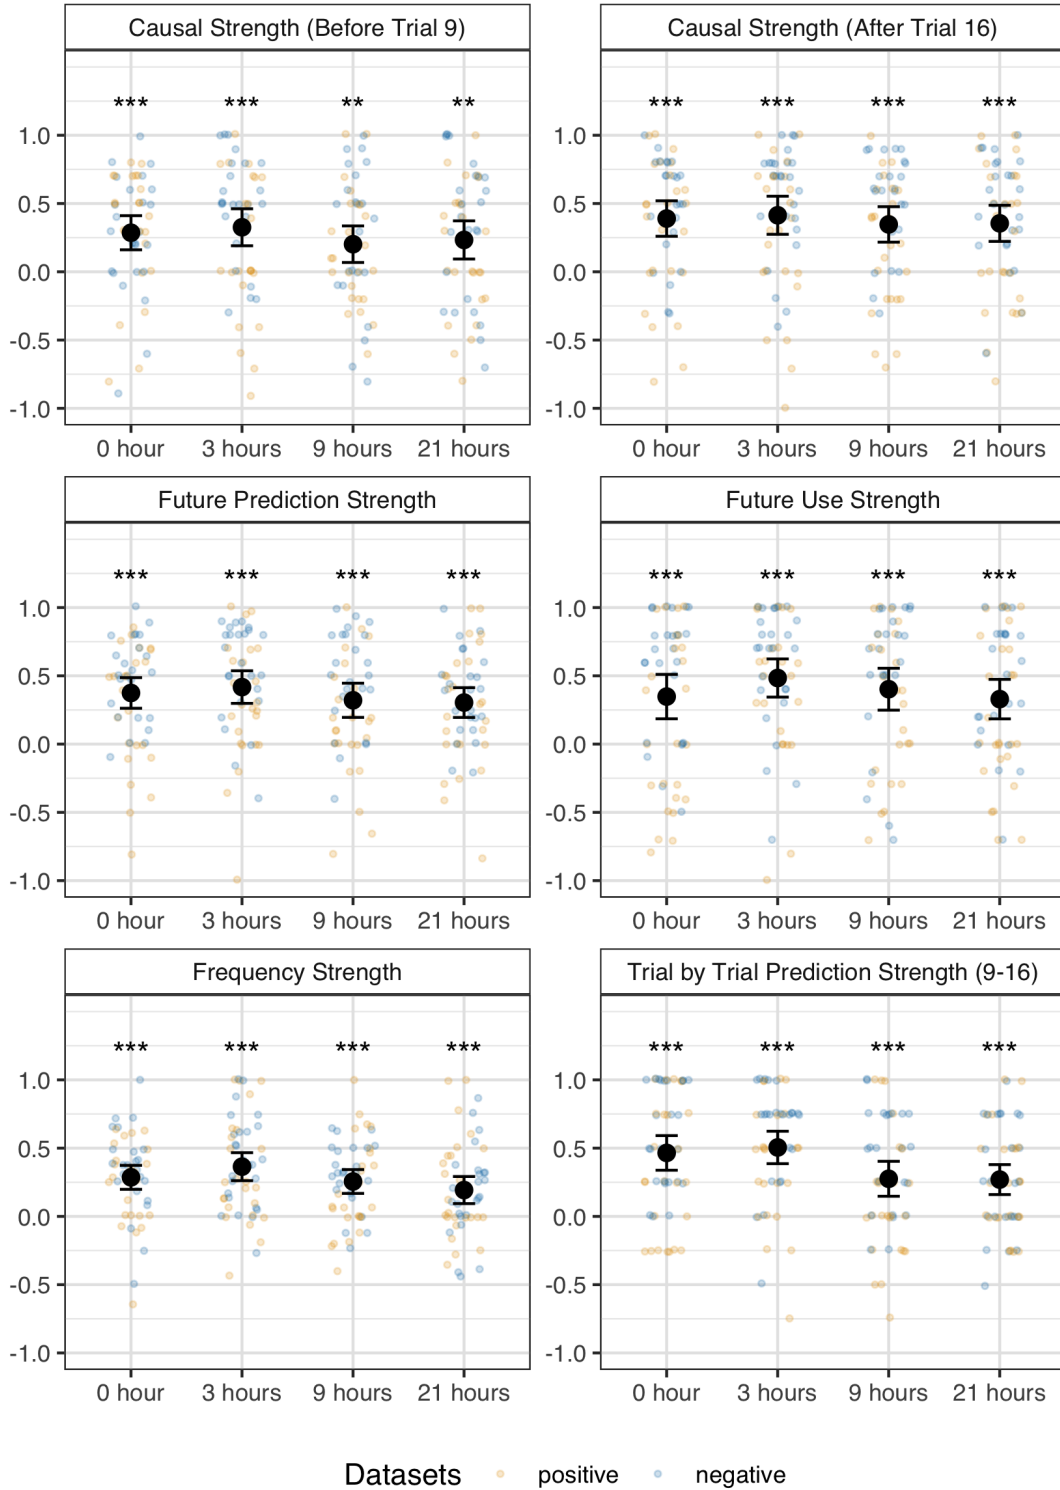 Causal Strength (Before Trial 9)
Causal Strength (After Trial 16)
*** *** ** **
*** *** *** ***
1.0
0.5
0.0
-0.5
-1.0
1.0
0.5
0.0
-0.5
-1.0
0 hour 3 hours 9 hours 21 hours
0 hour 3 hours 9 hours 21 hours
Future Prediction Strength
Future Use Strength
*** *** *** ***
*** *** *** ***
1.0
0.5
0.0
-0.5
-1.0
1.0
0.5
0.0
-0.5
-1.0
0 hour 3 hours 9 hours 21 hours
0 hour 3 hours 9 hours 21 hours
Frequency Strength
Trial by Trial Prediction Strength (9-16)
*** *** *** ***
*** *** *** ***
1.0
0.5
0.0
-0.5
-1.0
1.0
0.5
0.0
-0.5
-1.0
0 hour 3 hours 9 hours 21 hours
0 hour 3 hours 9 hours 21 hours
Datasets positive negative